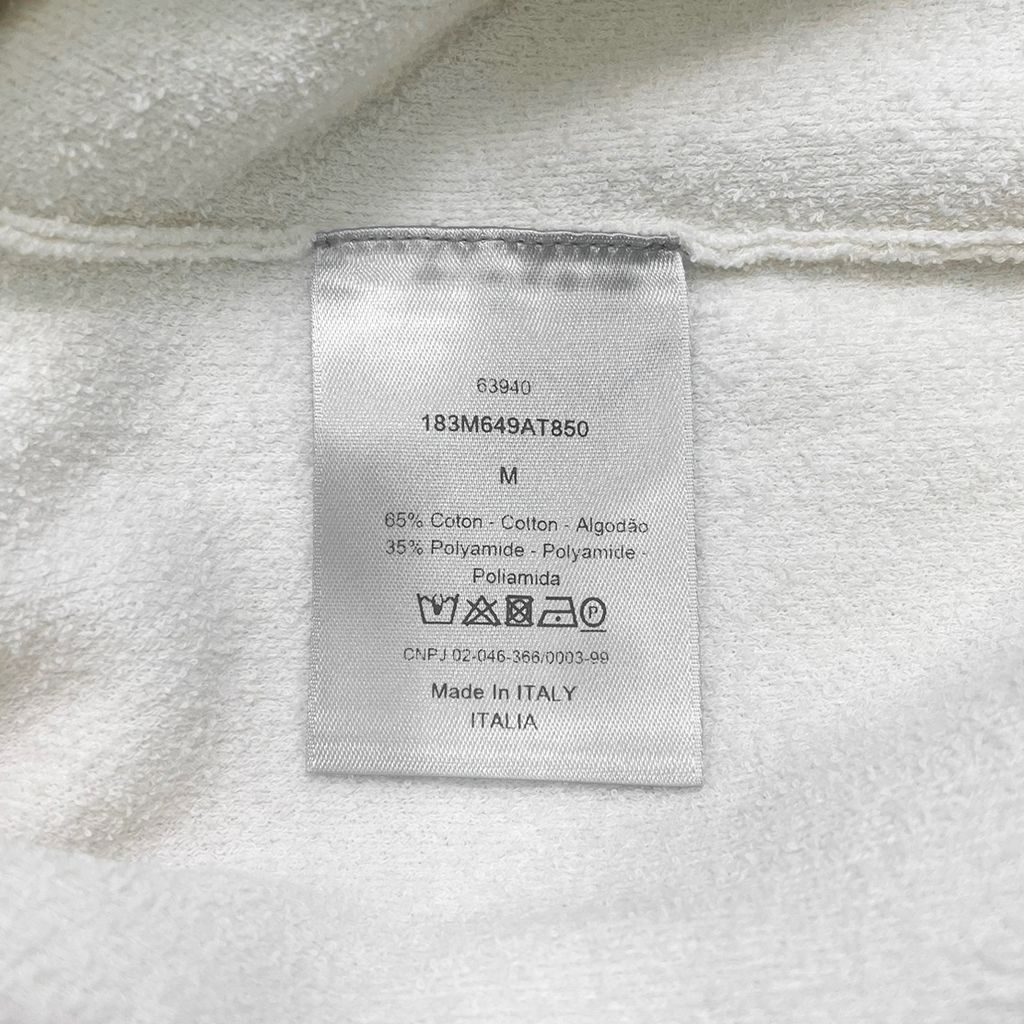 63940
183M649AT850
M
65% Coton - Cotton - Algodão
35% Polyamide - Polyamide -
Poliamida
P
CNPJ 02-046-366/0003-99
Made In ITALY
ITALIA